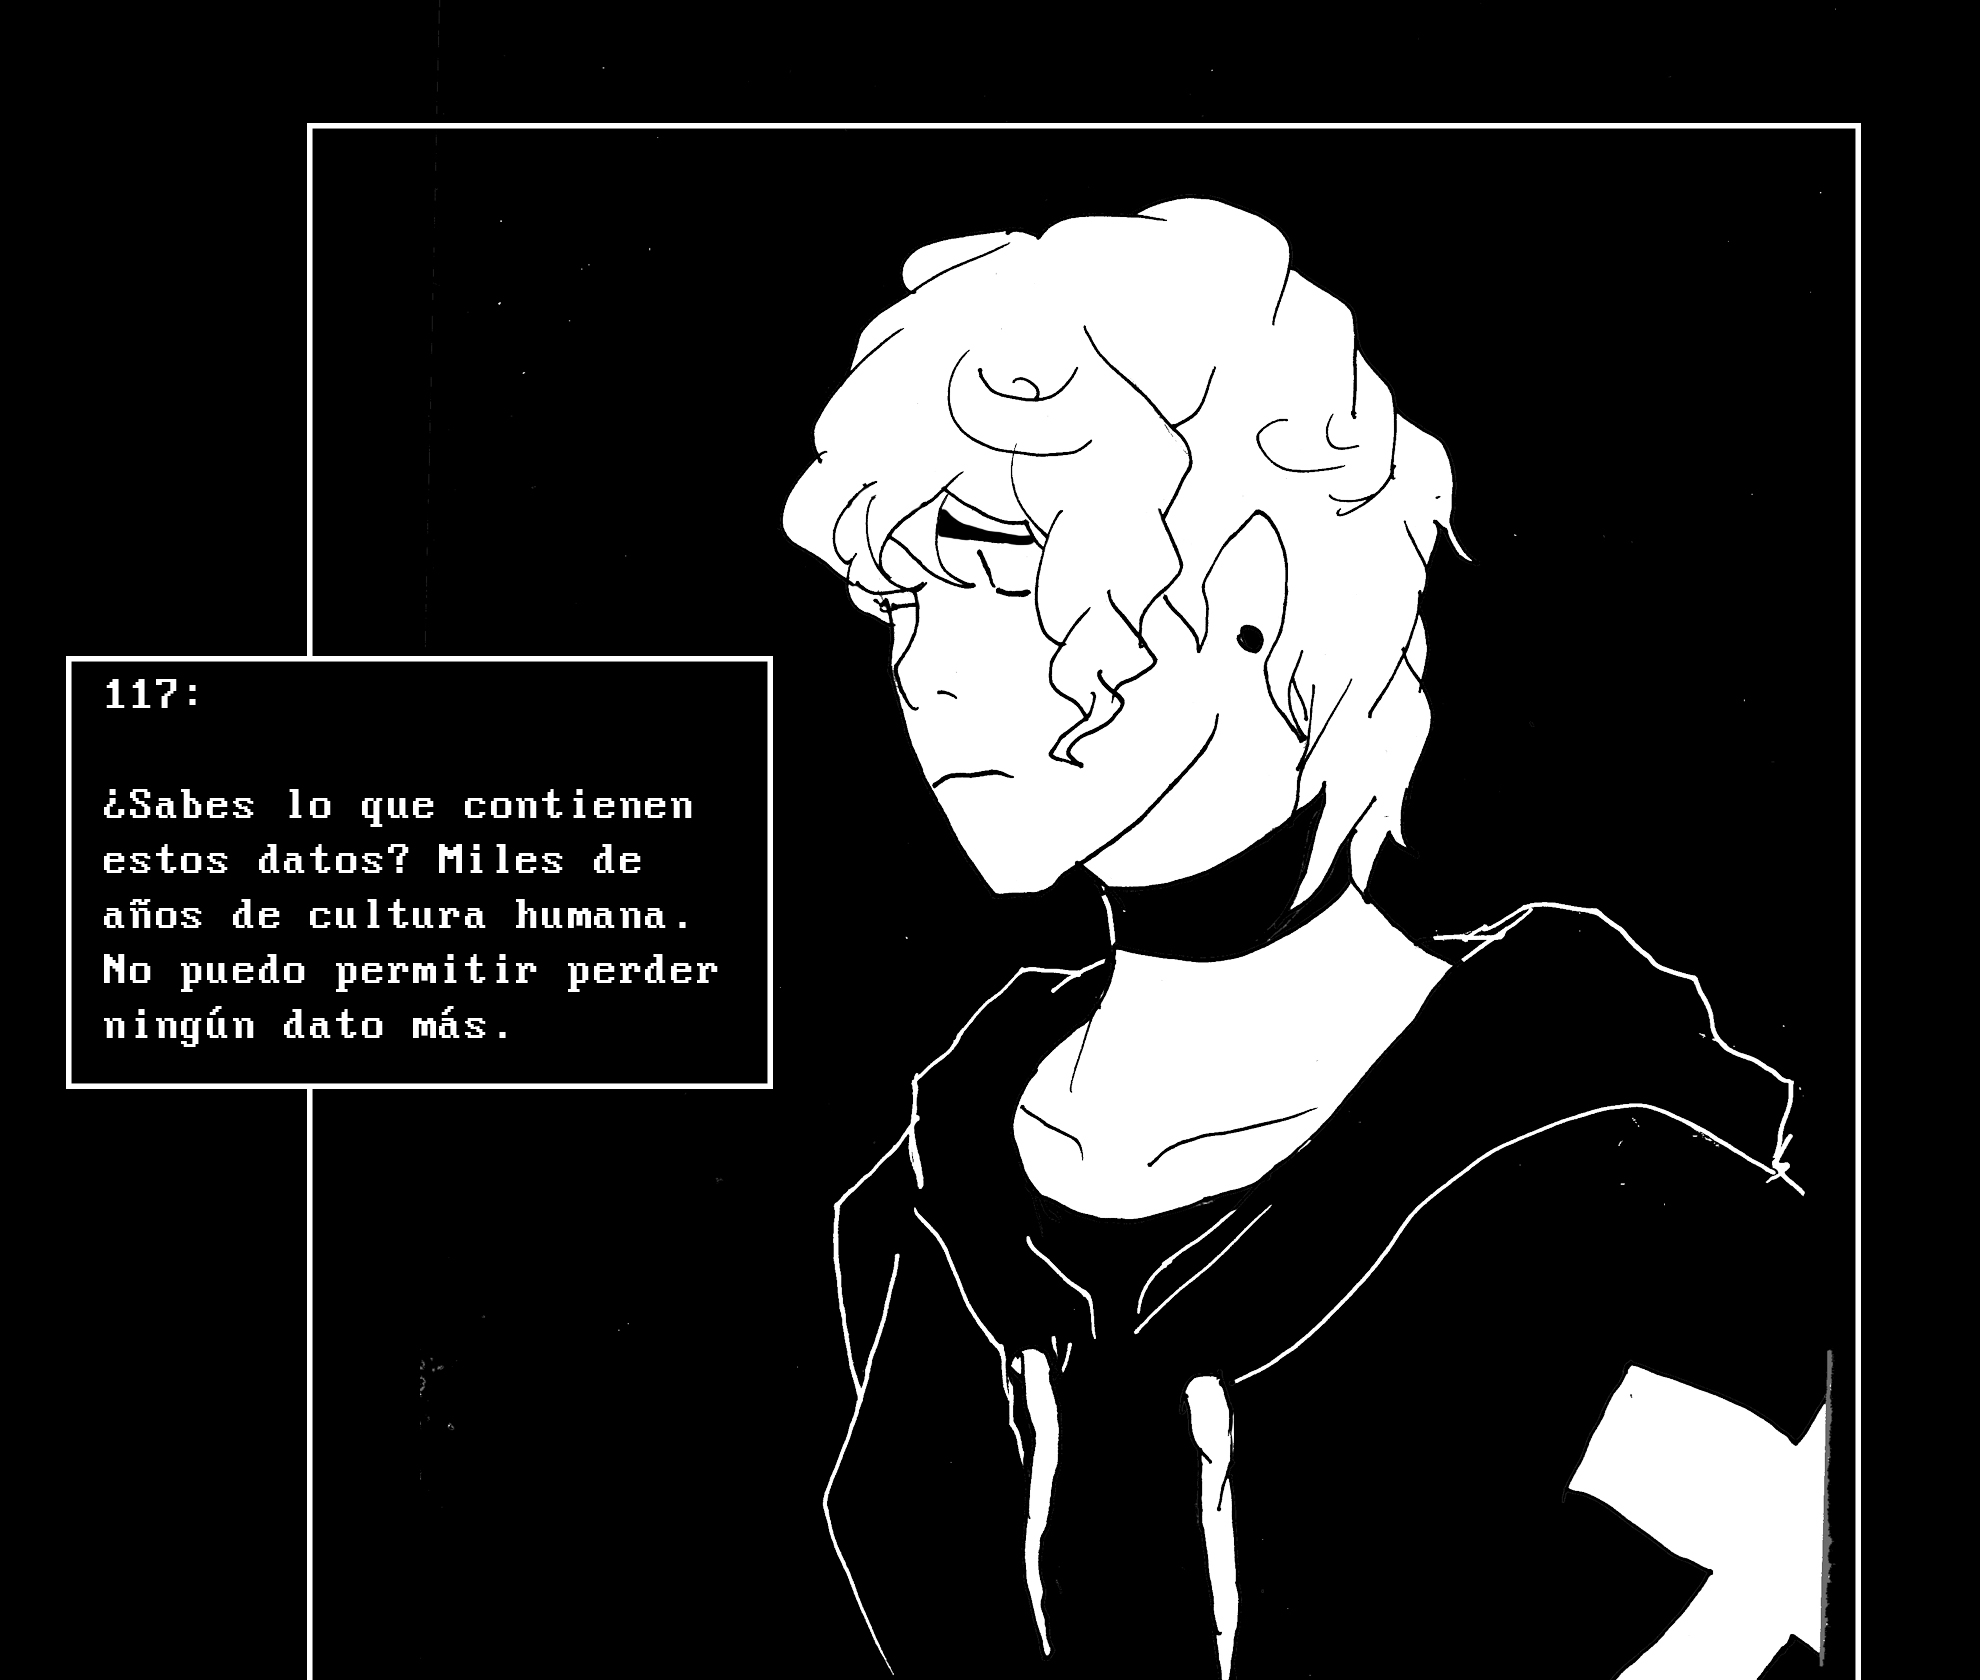 117:
¿Sabes lo que contienen
estos datos? Miles de
años de cultura humana.
No puedo permitir perder
ningún dato más.